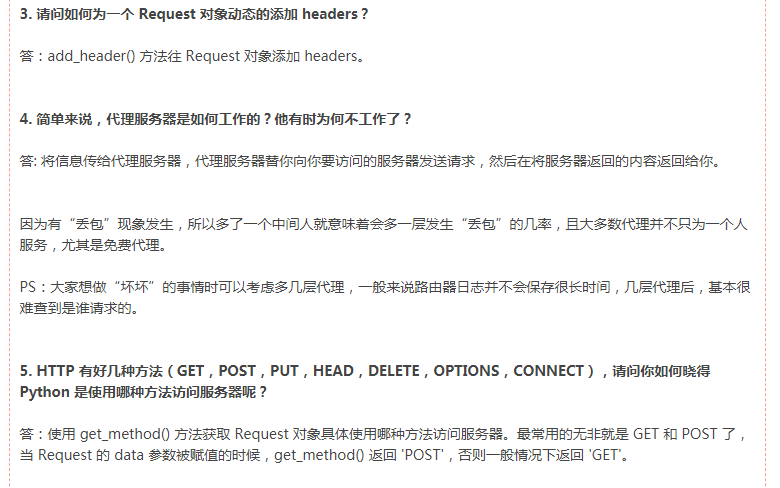 3. 请问如何为一个 Request 对象动态的添加 headers？
答：add_header() 方法往 Request 对象添加 headers。
4. 简单来说，代理服务器是如何工作的？他有时为何不工作了？
答: 将信息传给代理服务器，代理服务器替你向你要访问的服务器发送请求，然后在将服务器返回的内容返回给你。
因为有“丢包”现象发生，所以多了一个中间人就意味着会多一层发生“丢包”的几率，且大多数代理并不只为一个人
服务，尤其是免费代理。
PS：大家想做“坏坏”的事情时可以考虑多几层代理，一般来说路由器日志并不会保存很长时间，几层代理后，基本很
难查到是谁请求的。
5. HTTP 有好几种方法（GET，POST，PUT，HEAD，DELETE，OPTIONS，CONNECT），请问你如何晓得
Python 是使用哪种方法访问服务器呢？
答：使用 get_method() 方法获取 Request 对象具体使用哪种方法访问服务器。最常用的无非就是 GET 和 POST 了，
当 Request 的 data 参数被赋值的时候，get_method() 返回 'POST'，否则一般情况下返回 'GET'。